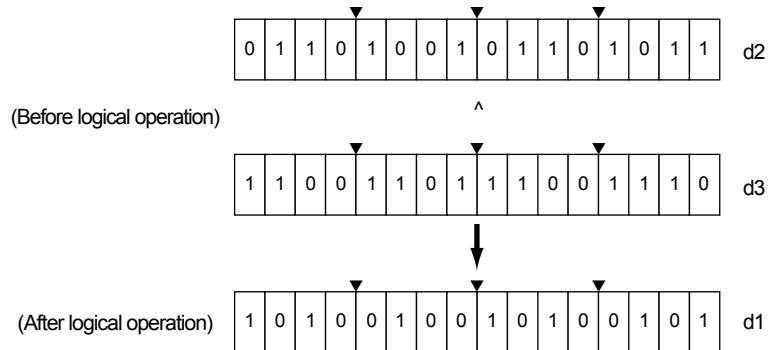 0 1 1 0 1 0 0 1 0 1 1 0 1 0 1 1 d2
(Before logical operation) ^
1 1 0 0 1 1 0 1 1 1 0 0 1 1 1 0 d3
(After logical operation) 1 0 1 0 0 1 0 0 1 0 1 0 0 1 0 1 d1